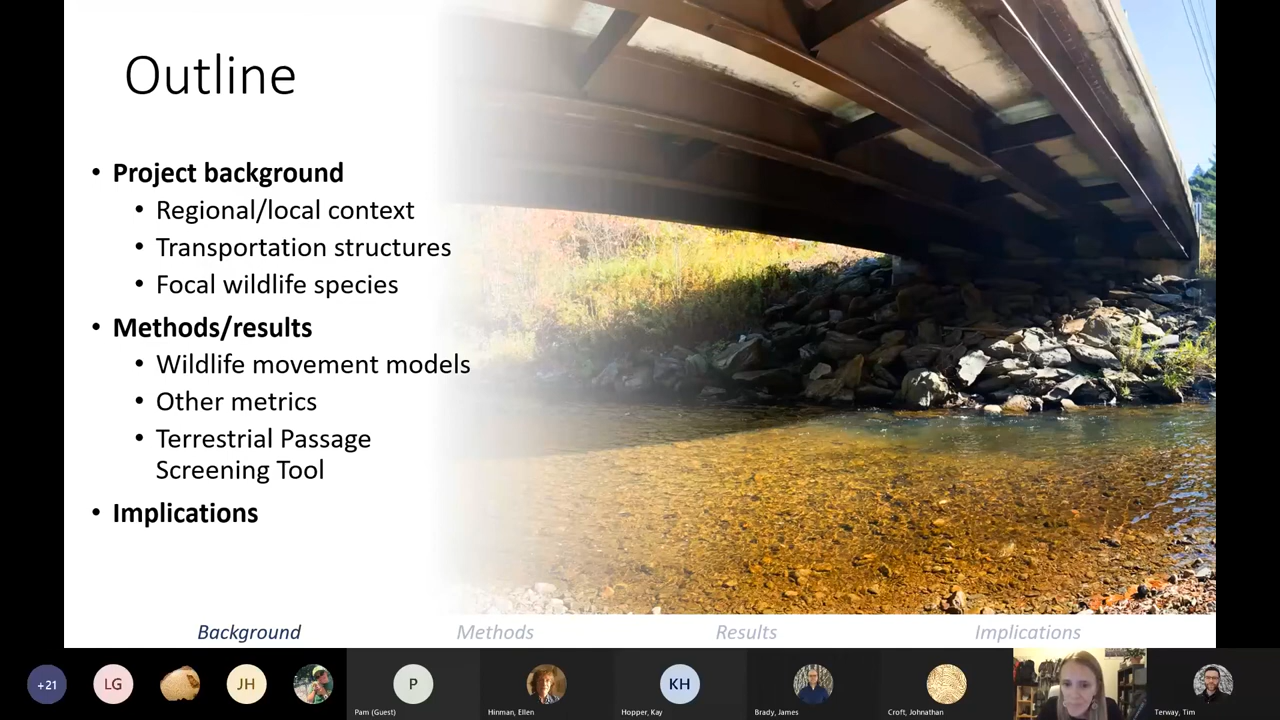 Outline
• Project background
• Regional/local context
• Transportation structures
• Focal wildlife species
• Methods/results
• Wildlife movement models
• Other metrics
• Terrestrial Passage
Screening Tool
• Implications
Background Methods Results Implications
+21 LG JH P KH
Pam (Guest) Hinman, Ellen Hopper, Kay Brady, James Croft, Johnathan Terway, Tim